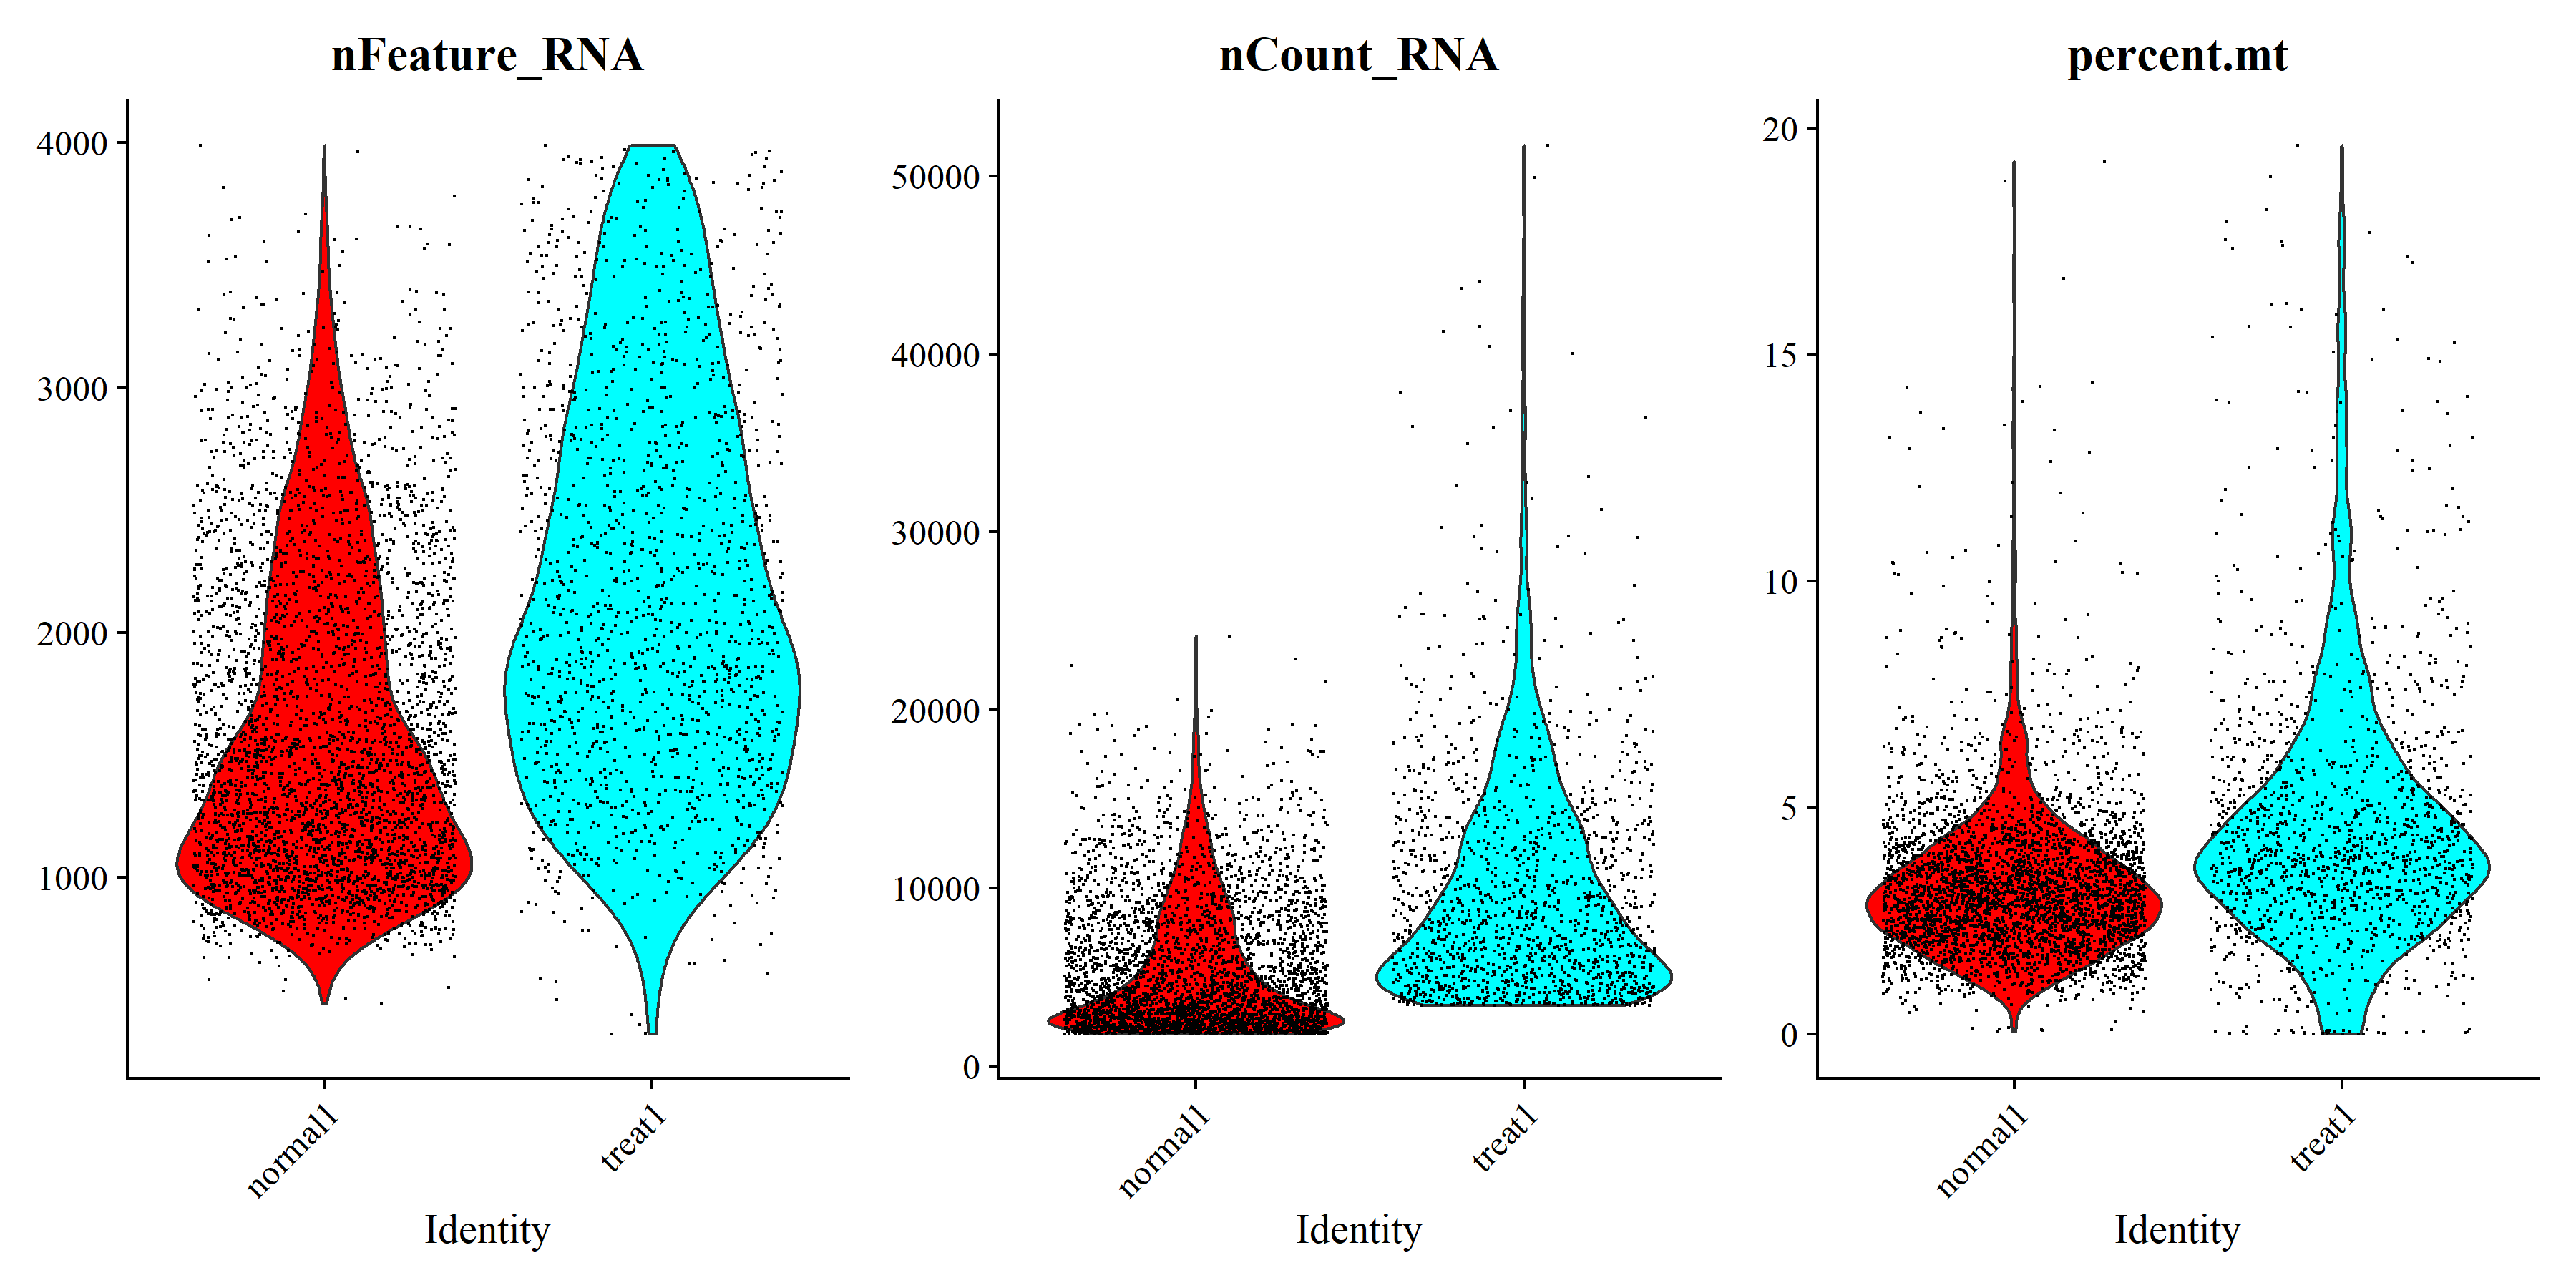 nFeature_RNA
4000
3000
2000
1000
normal1
treat1
Identity
nCount_RNA
50000
40000
30000
20000
10000
0
normal1
treat1
Identity
percent.mt
20
15
10
5
0
normal1
treat1
Identity